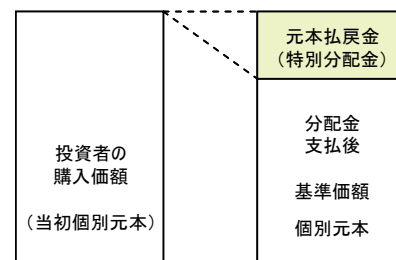 投資者の
購入価額
（当初個別元本）
元本払戻金
（特別分配金）
分配金
支払後
基準価額
個別元本